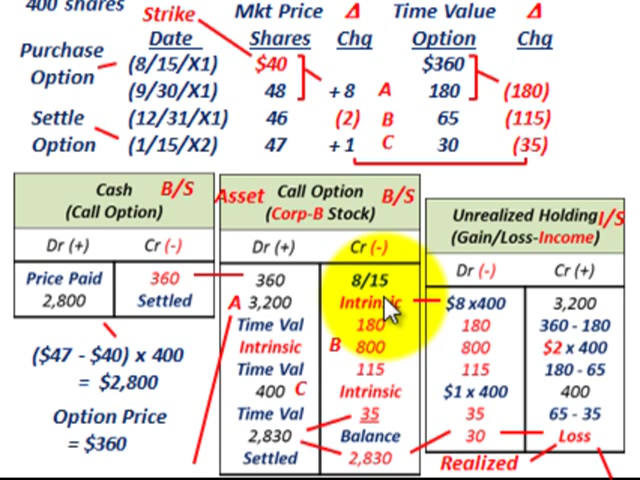 400 shares
Strike Mkt Price Δ Time Value Δ
Date Shares Chg Option Chg
Purchase Option (8/15/X1) $40 $360
(9/30/X1) 48 + 8 A 180 (180)
Settle Option (12/31/X1) 46 (2) B 65 (115)
(1/15/X2) 47 + 1 C 30 (35)
Cash B/S
(Call Option)
Dr (+) Cr (-)
Price Paid 360
2,800 Settled
($47 - $40) x 400
= $2,800
Option Price
= $360
Asset Call Option B/S
(Corp-B Stock)
Dr (+) Cr (-)
360 8/15
A 3,200 Intrinsic
Time Val 180
Intrinsic B 800
Time Val 115
400 C Intrinsic
Time Val 35
2,830 Balance
Settled 2,830
Unrealized Holding I/S
(Gain/Loss-Income)
Dr (-) Cr (+)
$8 x400 3,200
180 360 - 180
800 $2 x 400
115 180 - 65
$1 x 400 400
35 65 - 35
30 Loss
Realized